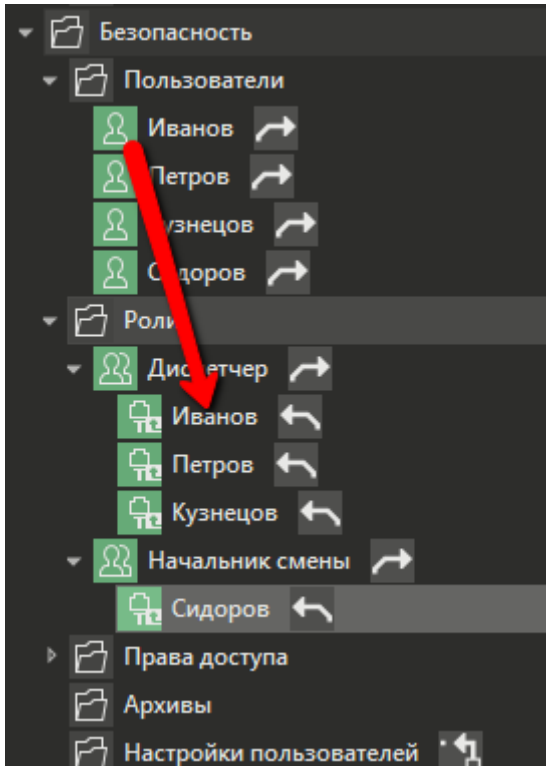 Безопасность
Пользователи
Иванов
Петров
Кузнецов
Сидоров
Роли
Диспетчер
Иванов
Петров
Кузнецов
Начальник смены
Сидоров
Права доступа
Архивы
Настройки пользователей